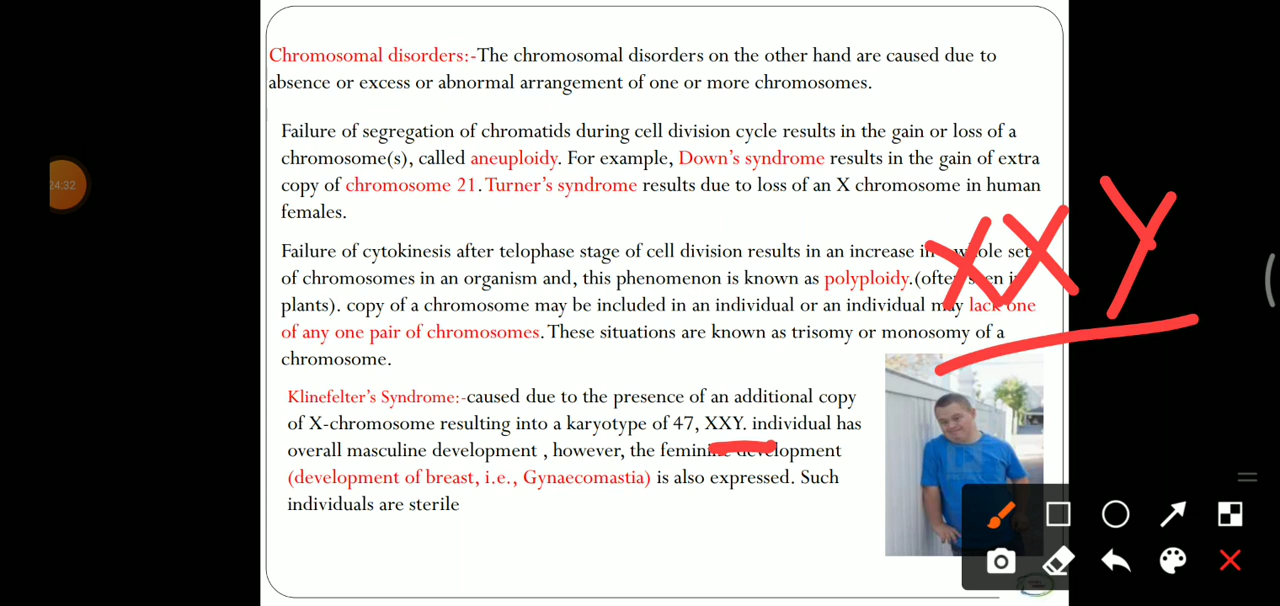 Chromosomal disorders:-The chromosomal disorders on the other hand are caused due to
absence or excess or abnormal arrangement of one or more chromosomes.
Failure of segregation of chromatids during cell division cycle results in the gain or loss of a
chromosome(s), called aneuploidy. For example, Down's syndrome results in the gain of extra
copy of chromosome 21. Turner's syndrome results due to loss of an X chromosome in human
females.
Failure of cytokinesis after telophase stage of cell division results in an increase in whole set
of chromosomes in an organism and, this phenomenon is known as polyploidy.(often seen in
plants). copy of a chromosome may be included in an individual or an individual may lack one
of any one pair of chromosomes. These situations are known as trisomy or monosomy of a
chromosome.
XXY
Klinefelter's Syndrome:-caused due to the presence of an additional copy
of X-chromosome resulting into a karyotype of 47, XXY. individual has
overall masculine development , however, the feminine development
(development of breast, i.e., Gynaecomastia) is also expressed. Such
individuals are sterile
24:32